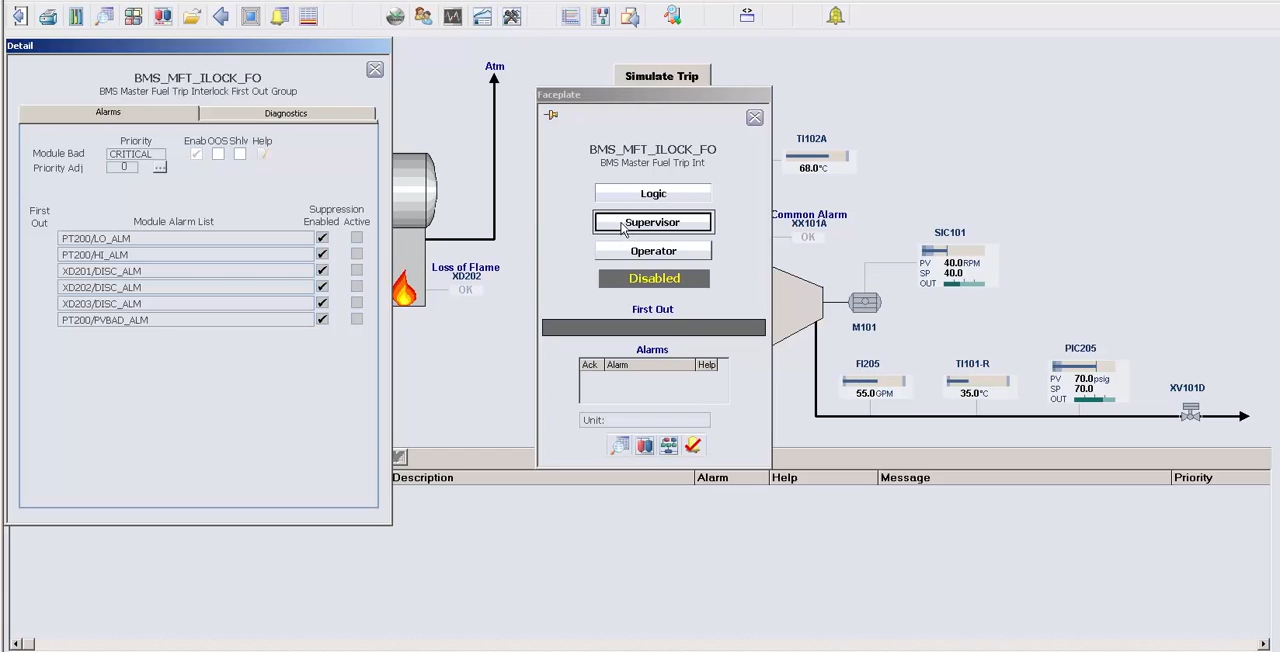 Detail
BMS_MFT_ILOCK_FO
BMS Master Fuel Trip Interlock First Out Group
Alarms
Diagnostics
Priority
Enab OOS Shlv Help
Module Bad
CRITICAL
Priority Adj
0
...
First Out
Module Alarm List
Suppression
Enabled Active
PT200/LO_ALM
PT200/HI_ALM
XD201/DISC_ALM
XD202/DISC_ALM
XD203/DISC_ALM
PT200/PVBAD_ALM
Atm
Loss of Flame
XD202
OK
Simulate Trip
Faceplate
BMS_MFT_ILOCK_FO
BMS Master Fuel Trip Int
Logic
Supervisor
Operator
Disabled
First Out
Alarms
Ack Alarm Help
Unit:
TI102A
68.0°C
Common Alarm
XX101A
OK
SIC101
PV 40.0RPM
SP 40.0
OUT
M101
FI205
55.0GPM
TI101-R
35.0°C
PIC205
PV 70.0psig
SP 70.0
OUT
XV101D
Description Alarm Help Message Priority